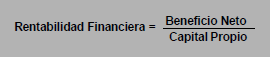 Rentabilidad Financiera = Beneficio Neto
Capital Propio